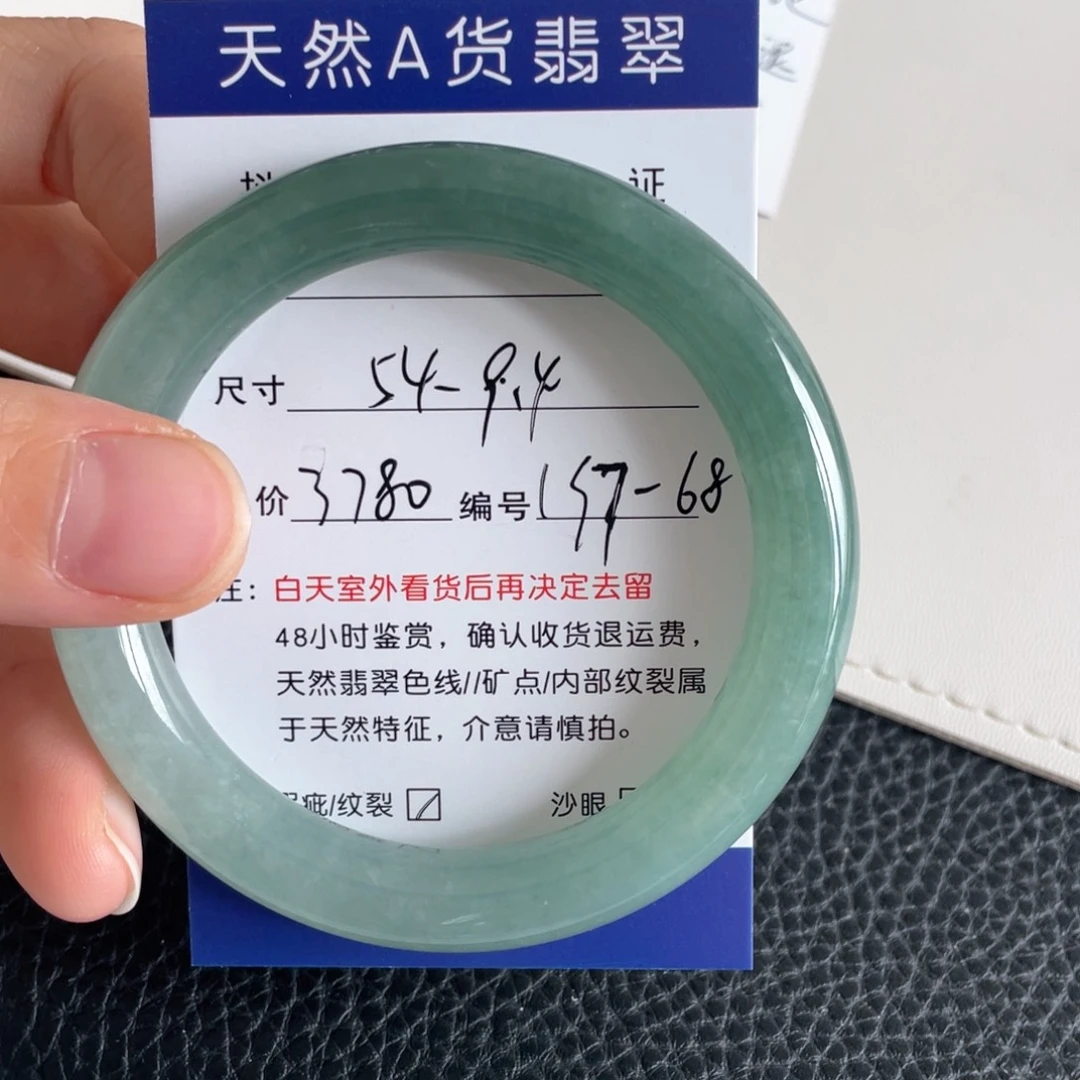 天然A货翡翠
证
尺寸 54-9.4
价 3780 编号 157-68
注：白天室外看货后再决定去留
48小时鉴赏，确认收货退运费，
天然翡翠色线//矿点/内部纹裂属
于天然特征，介意请慎拍。
疵/纹裂 沙眼